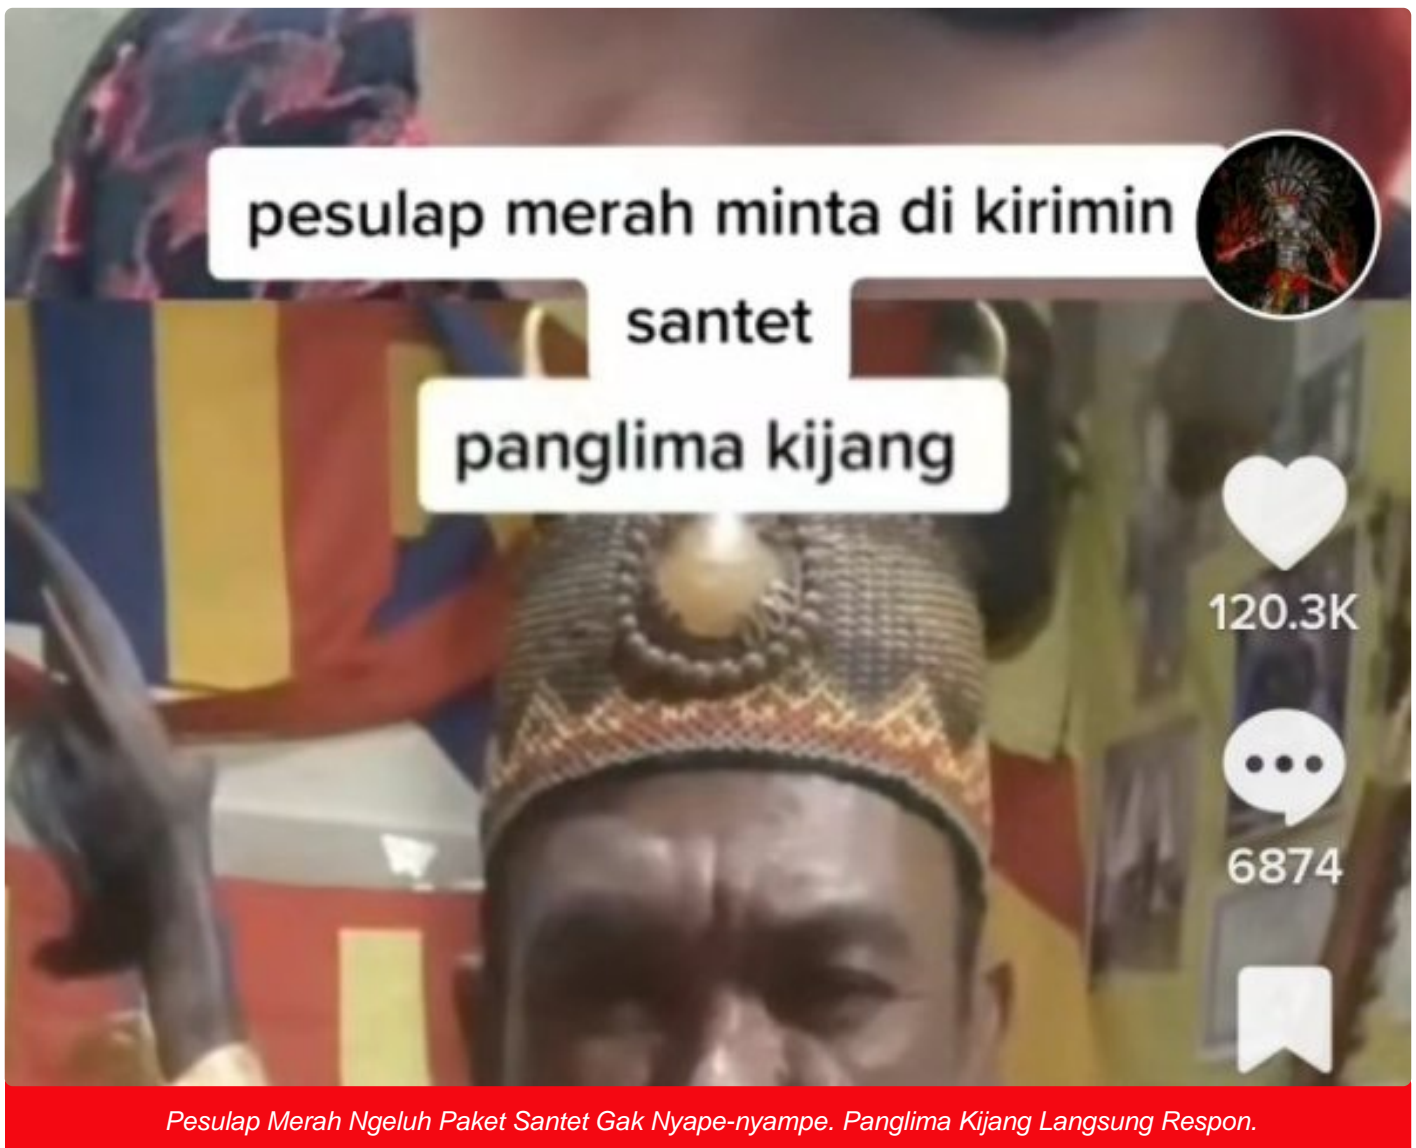 pesulap merah minta di kirimin
santet
panglima kijang
120.3K
6874
Pesulap Merah Ngeluh Paket Santet Gak Nyape-nyampe. Panglima Kijang Langsung Respon.